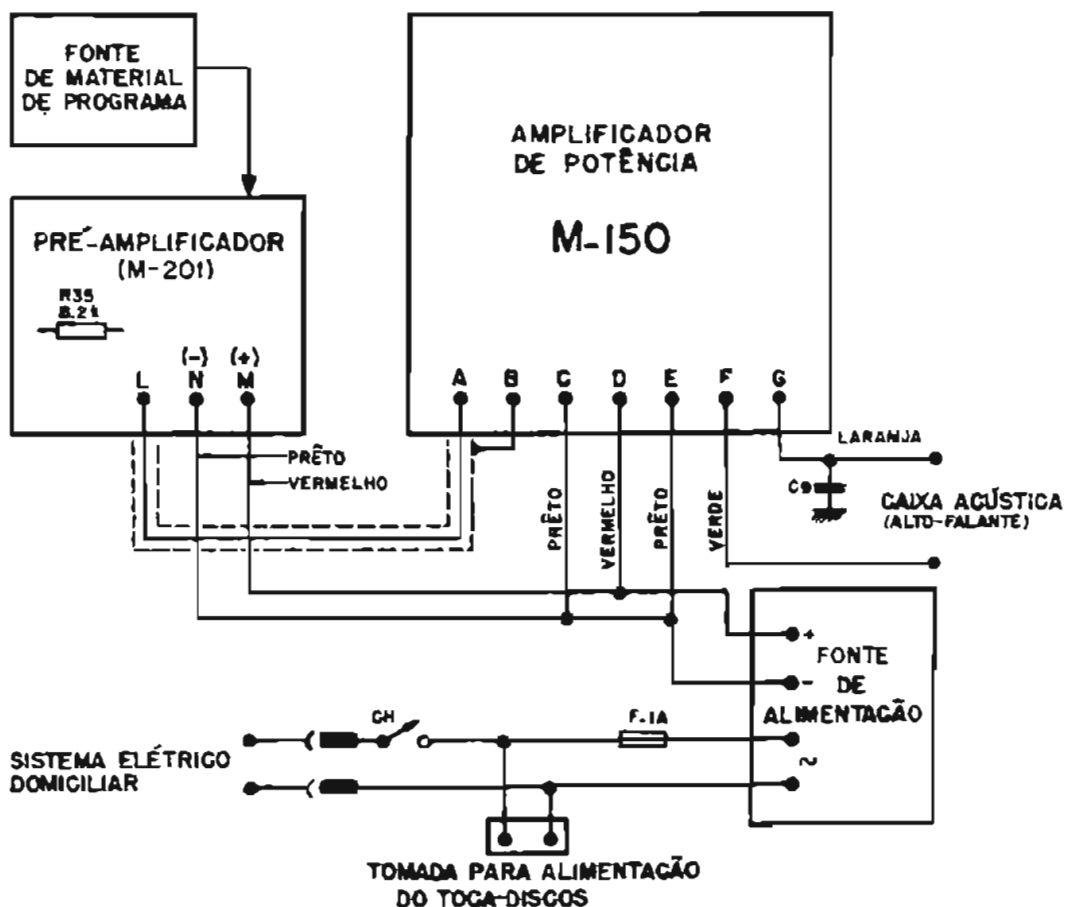 FONTE
DE MATERIAL
DE PROGRAMA
AMPLIFICADOR
DE POTÊNCIA
M-150
PRÉ-AMPLIFICADOR
(M-201)
R35
8.2k
(-) (+)
L N M
A B C D E F G
PRÊTO
VERMELHO
PRÊTO
VERMELHO
PRÊTO
VERDE
LARANJA
C9
CAIXA ACÚSTICA
(ALTO-FALANTE)
+
-
FONTE
DE
ALIMENTAÇÃO
~
CH
F-1A
SISTEMA ELÉTRICO
DOMICILIAR
TOMADA PARA ALIMENTAÇÃO
DO TOCA-DISCOS